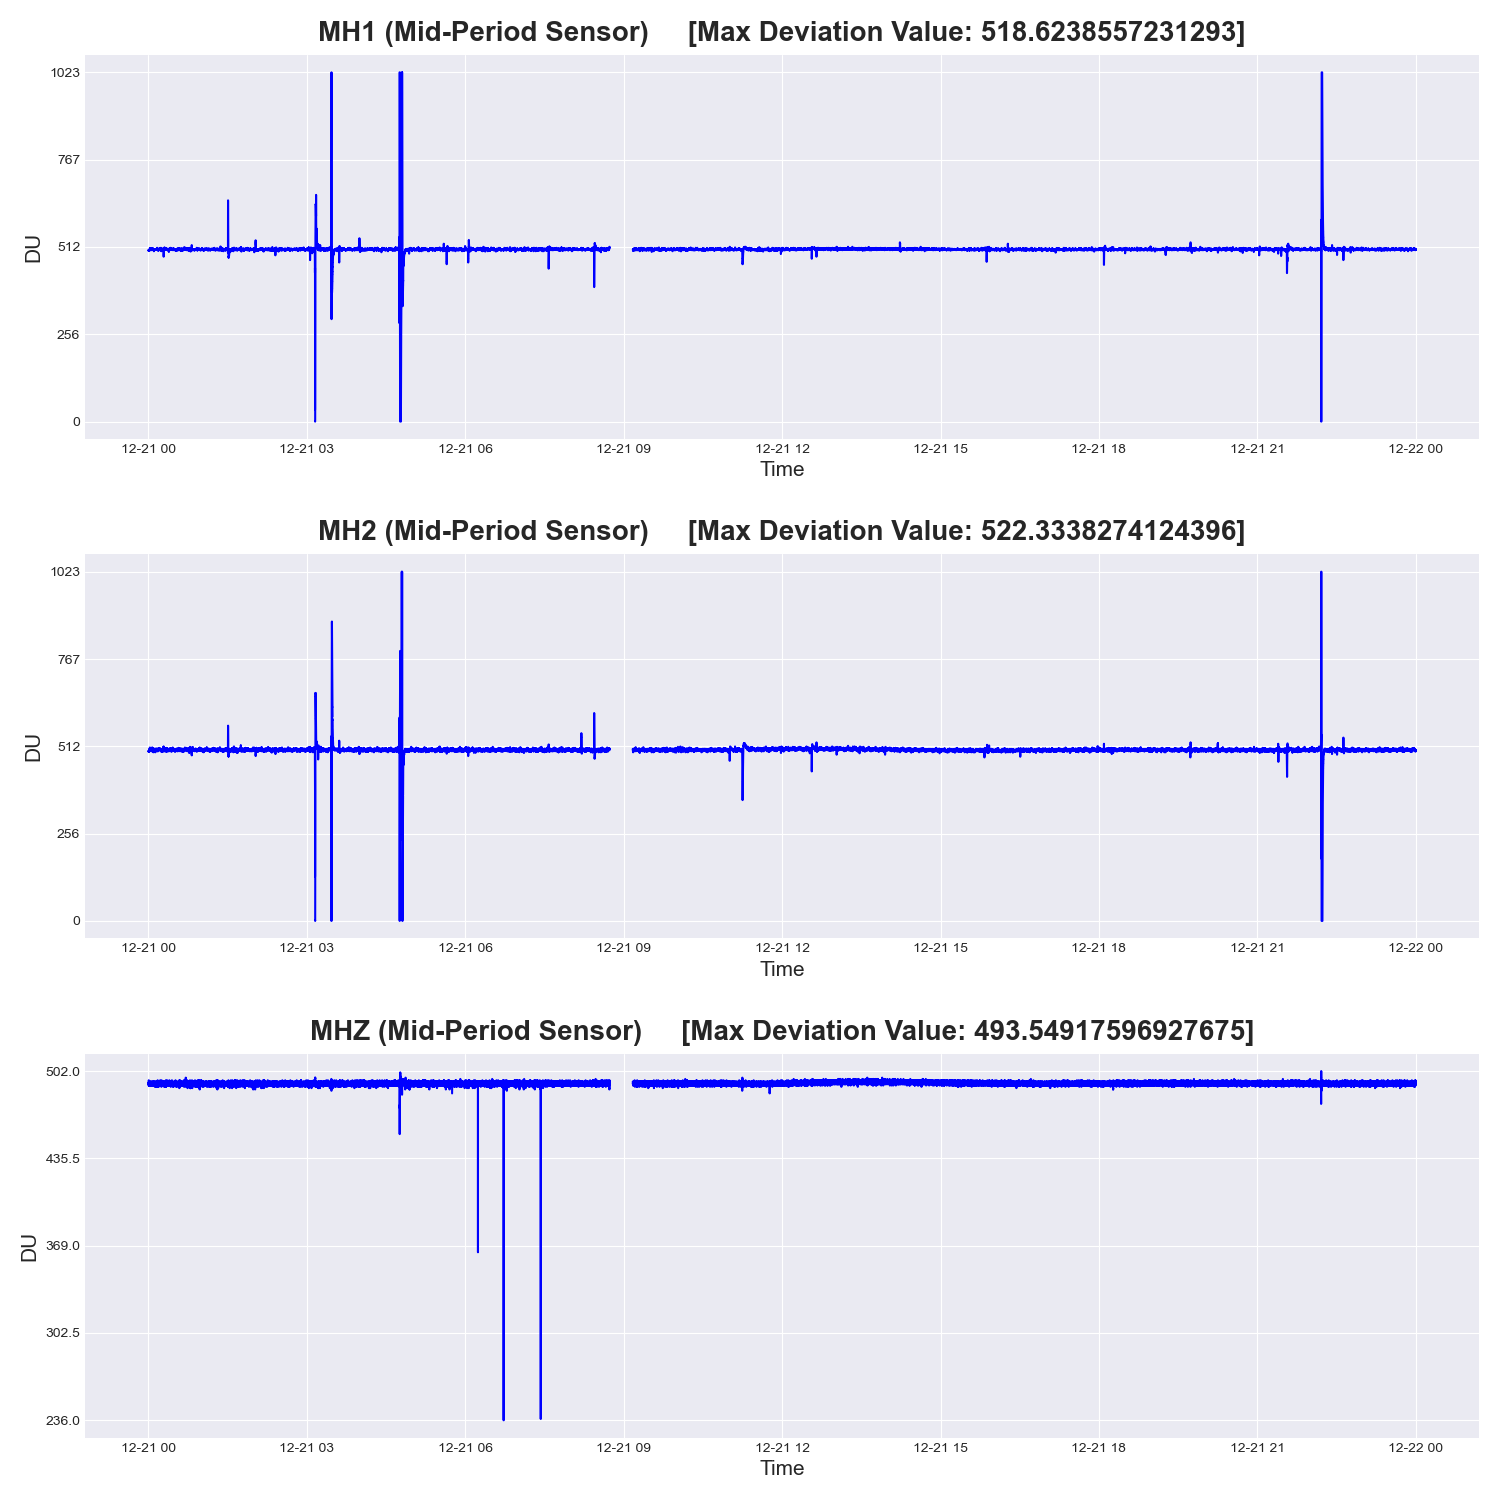 MH1 (Mid-Period Sensor)     [Max Deviation Value: 518.6238557231293]
1023
767
512
256
0
DU
12-21 00 12-21 03 12-21 06 12-21 09 12-21 12 12-21 15 12-21 18 12-21 21 12-22 00
Time
MH2 (Mid-Period Sensor)     [Max Deviation Value: 522.3338274124396]
1023
767
512
256
0
DU
12-21 00 12-21 03 12-21 06 12-21 09 12-21 12 12-21 15 12-21 18 12-21 21 12-22 00
Time
MHZ (Mid-Period Sensor)     [Max Deviation Value: 493.54917596927675]
502.0
435.5
369.0
302.5
236.0
DU
12-21 00 12-21 03 12-21 06 12-21 09 12-21 12 12-21 15 12-21 18 12-21 21 12-22 00
Time